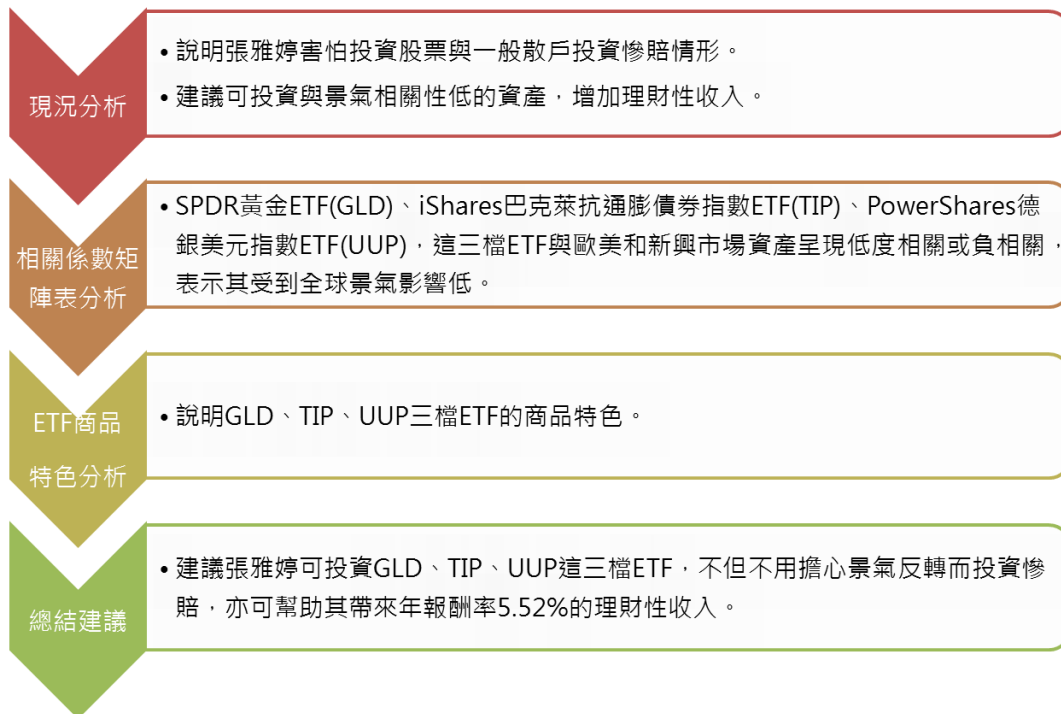 現況分析
• 說明張雅婷害怕投資股票與一般散戶投資慘賠情形。
• 建議可投資與景氣相關性低的資產，增加理財性收入。
相關係數矩
陣表分析
• SPDR黃金ETF(GLD)、iShares巴克萊抗通膨債券指數ETF(TIP)、PowerShares德
銀美元指數ETF(UUP)，這三檔ETF與歐美和新興市場資產呈現低度相關或負相關，
表示其受到全球景氣影響低。
ETF商品
特色分析
• 說明GLD、TIP、UUP三檔ETF的商品特色。
總結建議
• 建議張雅婷可投資GLD、TIP、UUP這三檔ETF，不但不用擔心景氣反轉而投資慘
賠，亦可幫助其帶來年報酬率5.52%的理財性收入。